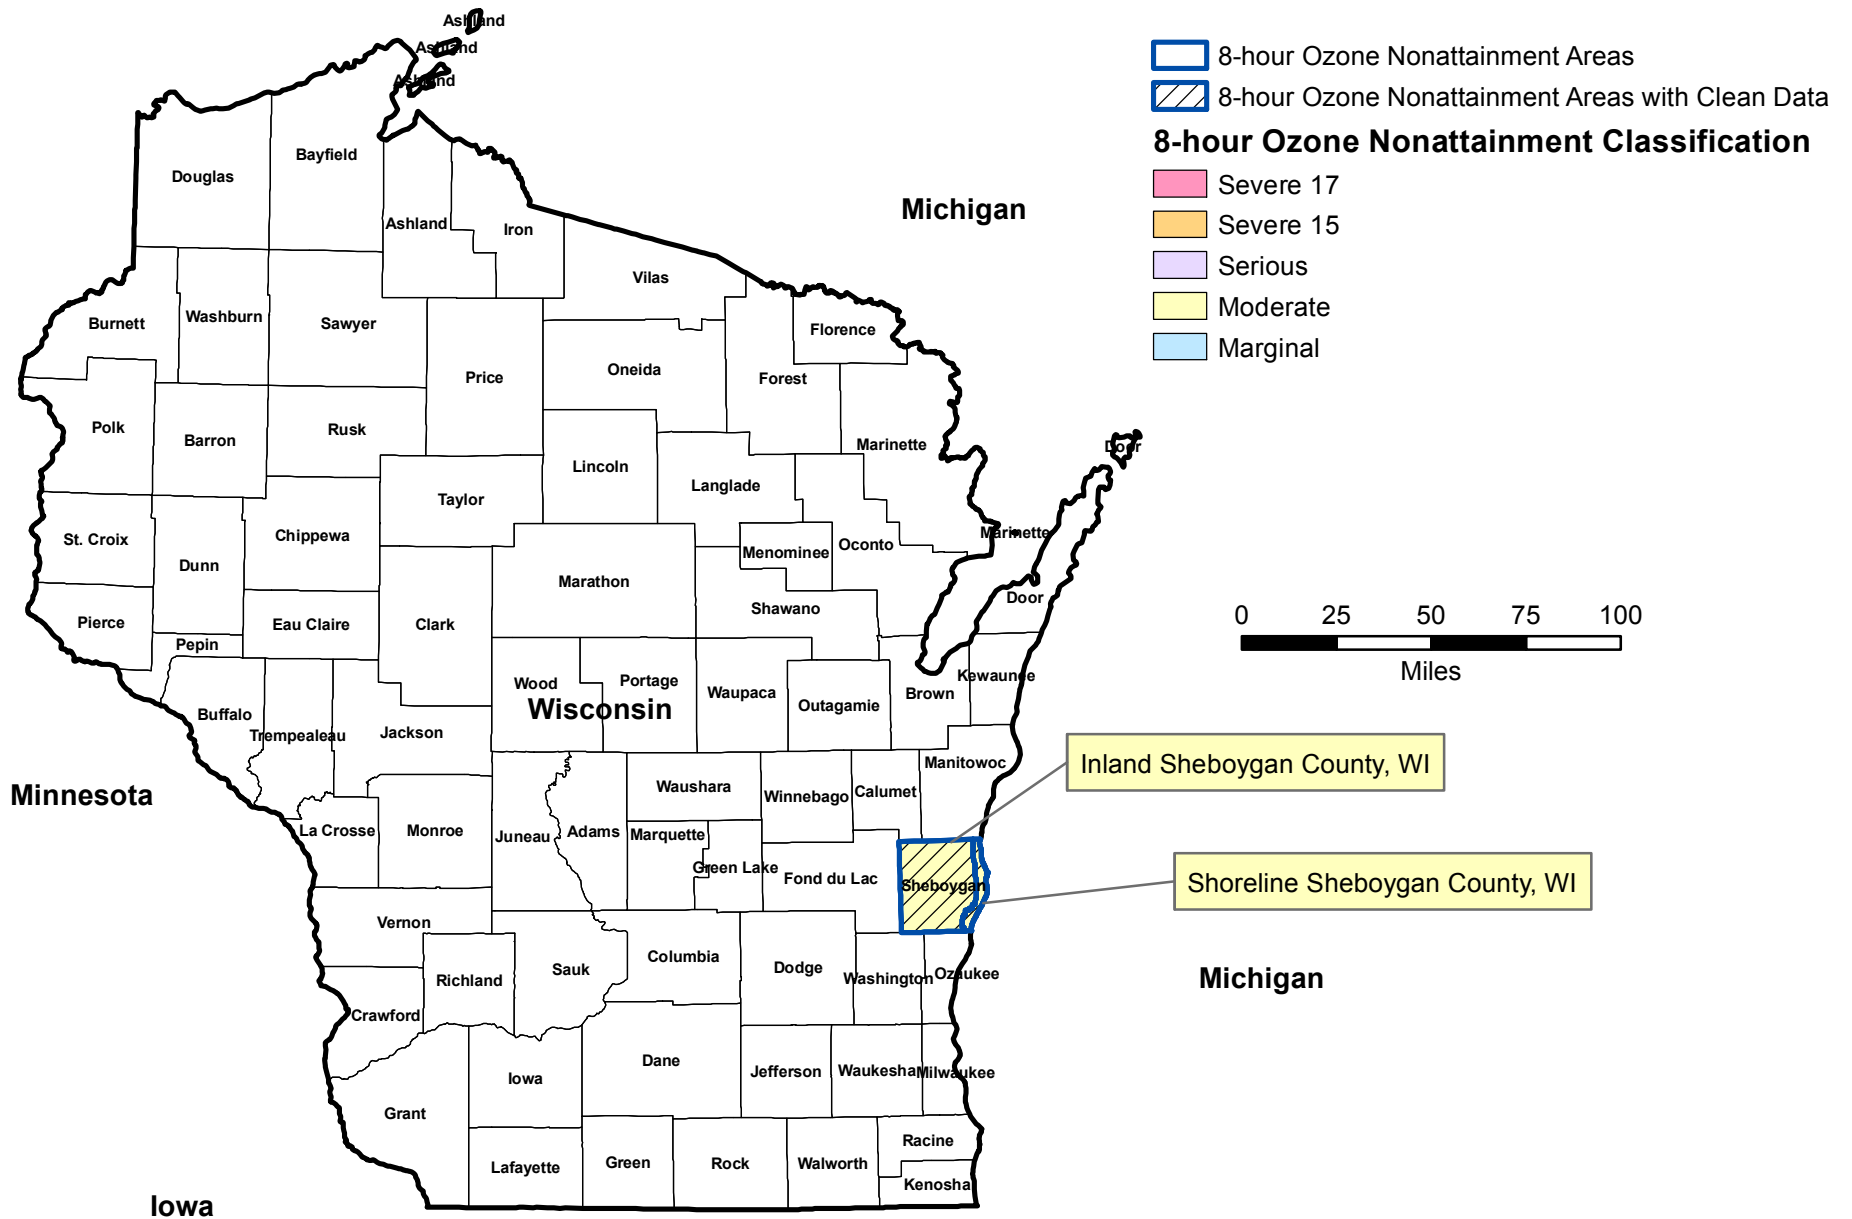 Ashland
Ashland
Ashland
8-hour Ozone Nonattainment Areas
8-hour Ozone Nonattainment Areas with Clean Data
8-hour Ozone Nonattainment Classification
Severe 17
Severe 15
Serious
Moderate
Marginal
Bayfield
Douglas
Michigan
Ashland
Iron
Vilas
Burnett
Washburn
Sawyer
Florence
Price
Oneida
Forest
Polk
Barron
Rusk
Marinette
Door
Lincoln
Langlade
Taylor
St. Croix
Chippewa
Marinette
Menominee
Oconto
Dunn
Marathon
Door
Shawano
0 25 50 75 100
Miles
Pierce
Eau Claire
Clark
Pepin
Wood
Portage
Waupaca
Brown
Kewaunee
Outagamie
Wisconsin
Buffalo
Trempealeau
Jackson
Manitowoc
Inland Sheboygan County, WI
Waushara
Winnebago
Calumet
Minnesota
La Crosse
Monroe
Juneau
Adams
Marquette
Green Lake
Fond du Lac
Sheboygan
Shoreline Sheboygan County, WI
Vernon
Columbia
Dodge
Washington
Ozaukee
Michigan
Richland
Sauk
Crawford
Dane
Iowa
Jefferson
Waukesha
Milwaukee
Grant
Racine
Lafayette
Green
Rock
Walworth
Kenosha
Iowa